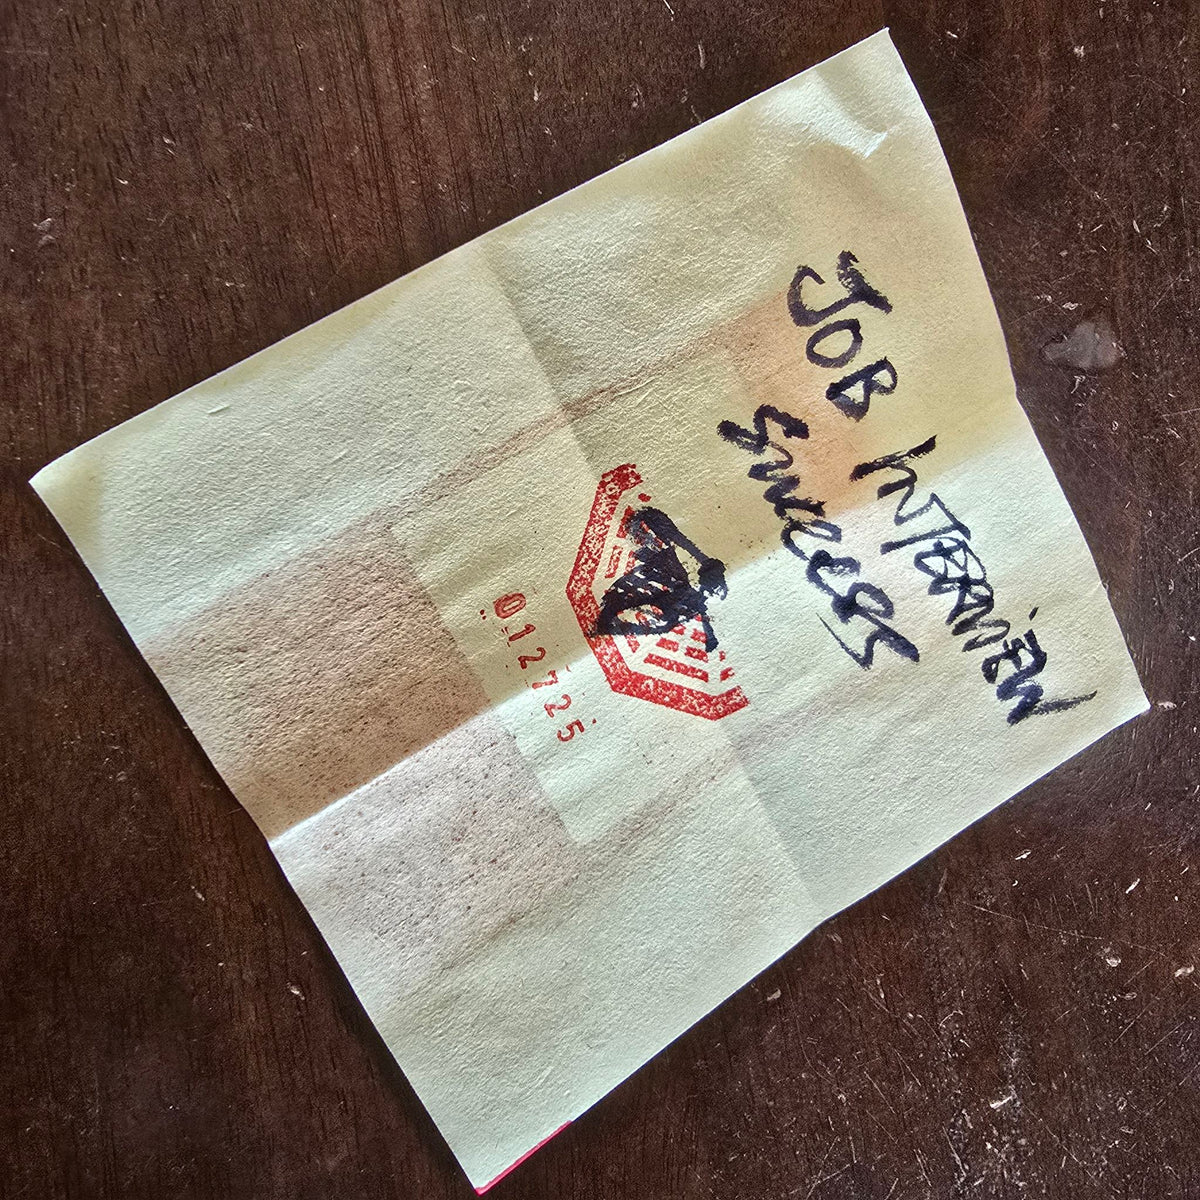 JOB INTERVIEW
success
012725